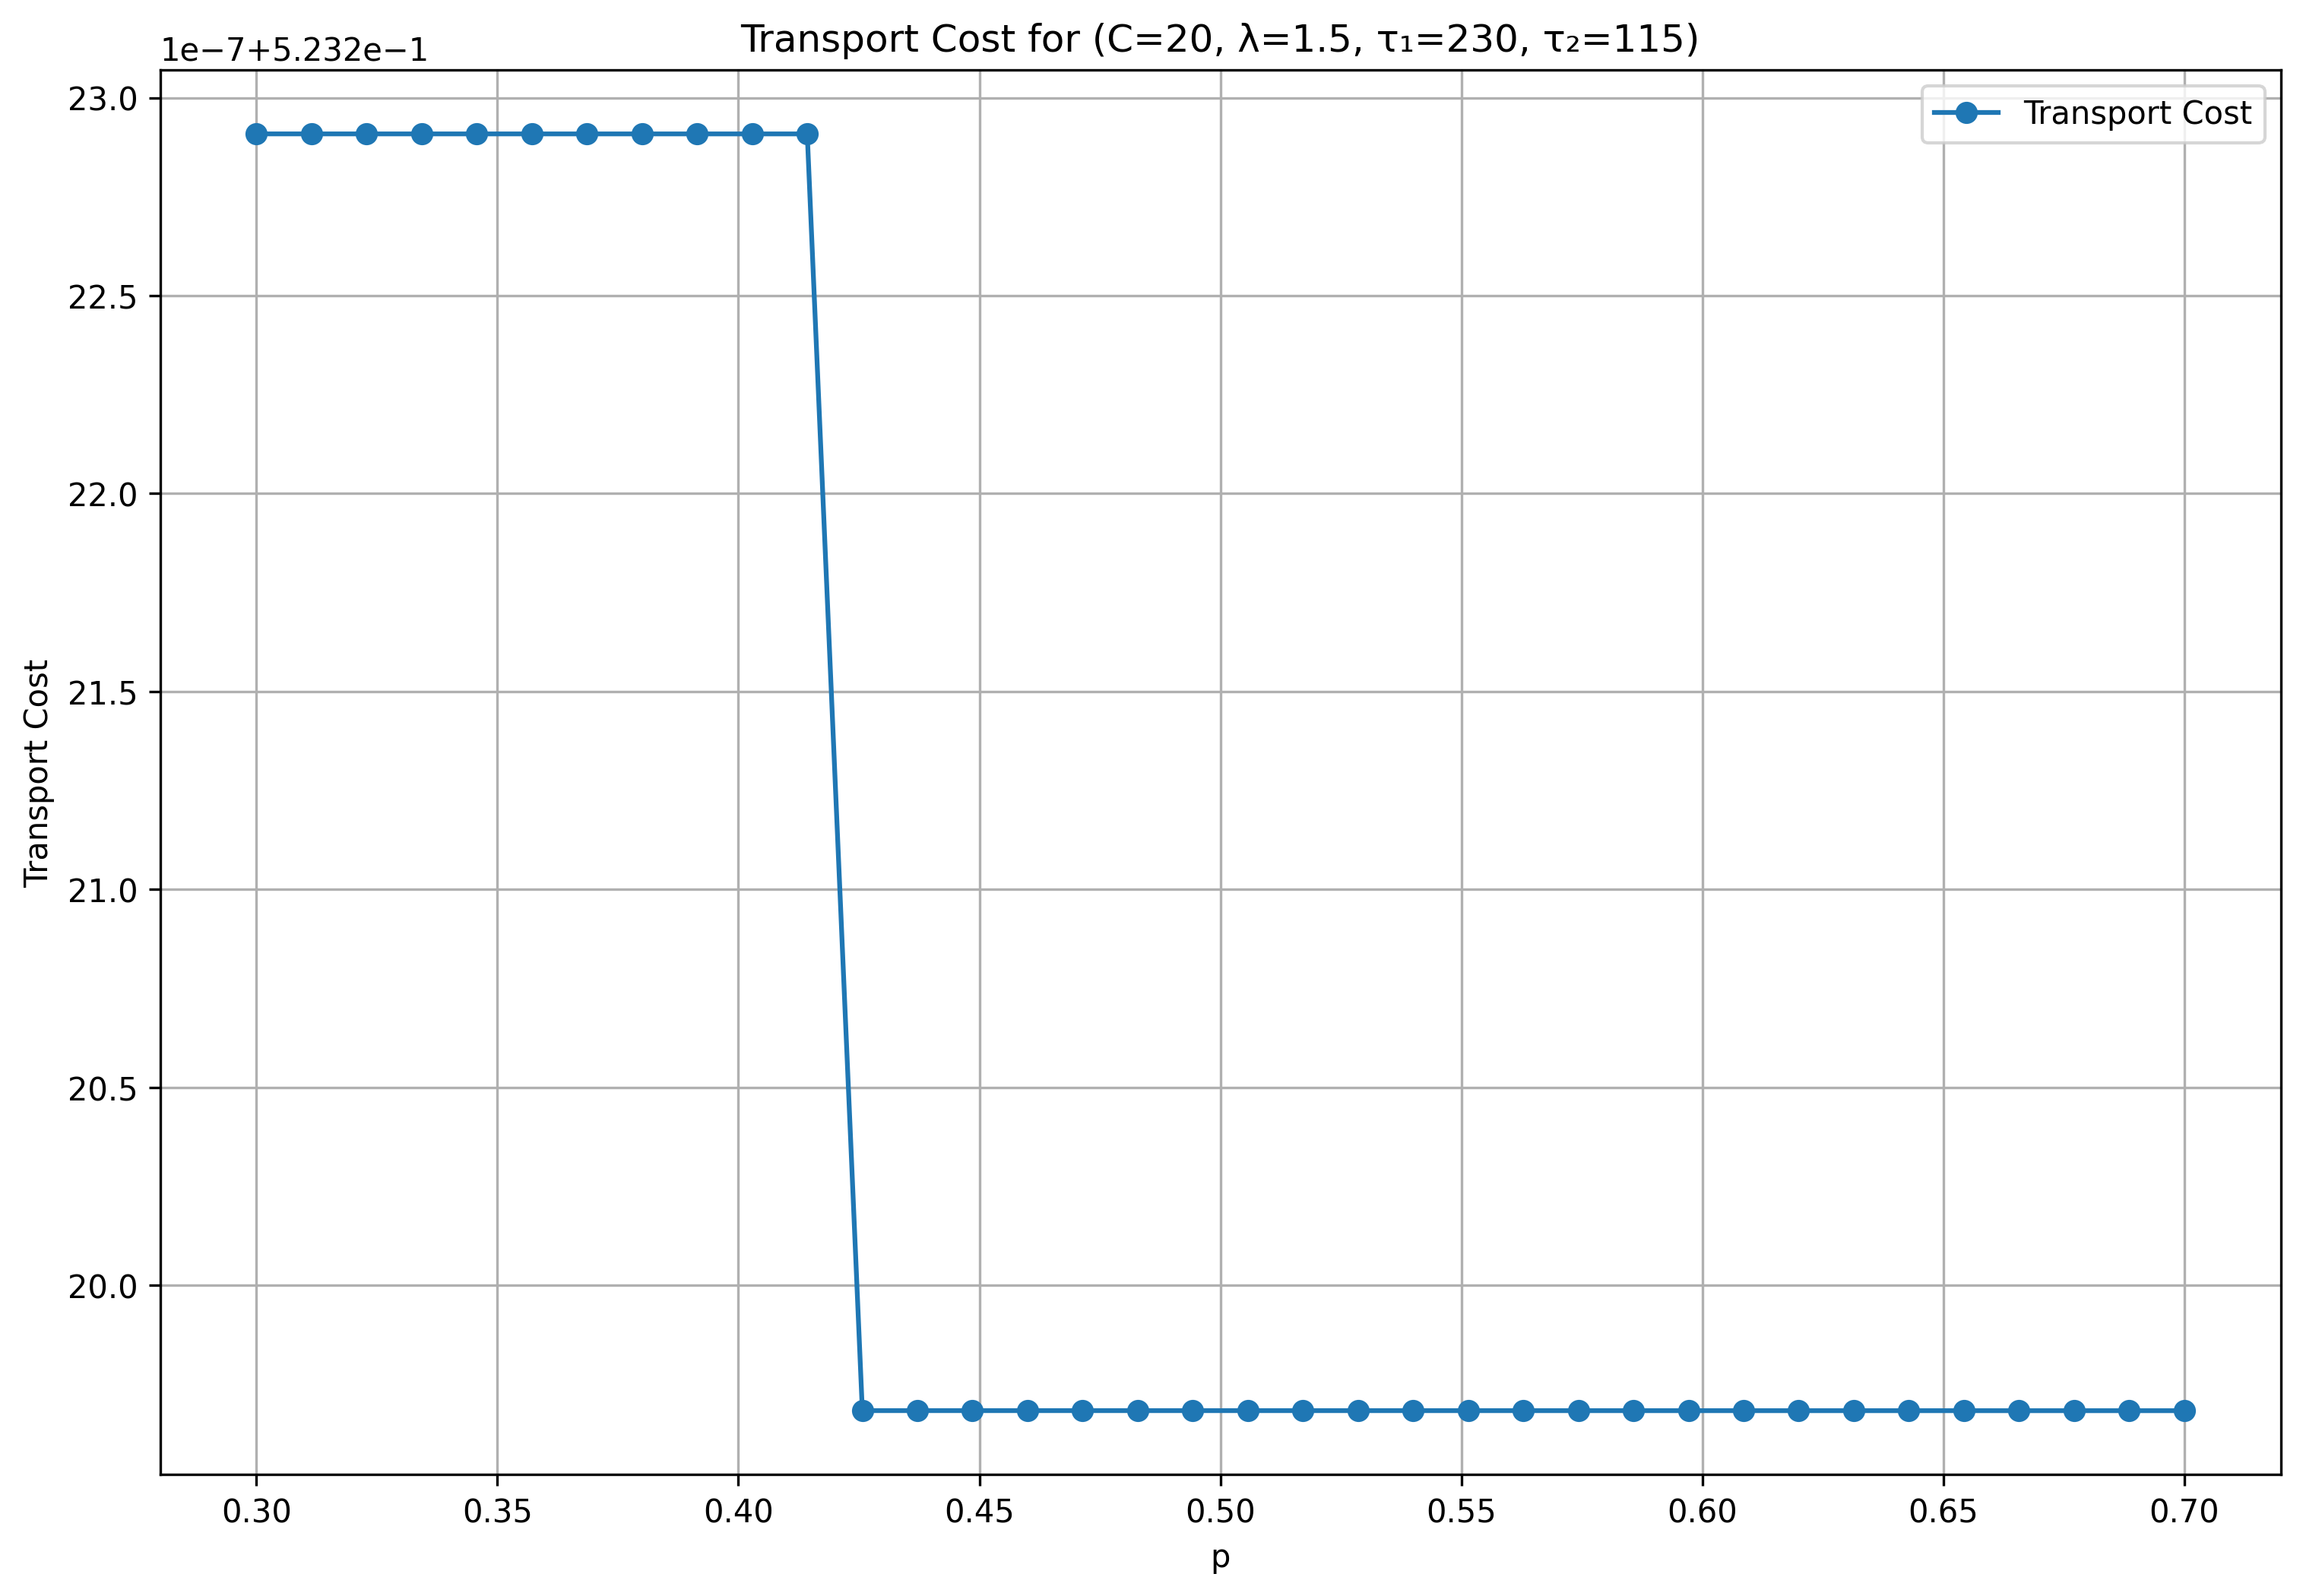 Transport Cost for (C=20, λ=1.5, τ₁=230, τ₂=115)
1e−7+5.232e−1
Transport Cost
23.0
22.5
22.0
21.5
21.0
20.5
20.0
Transport Cost
0.30 0.35 0.40 0.45 0.50 0.55 0.60 0.65 0.70
p